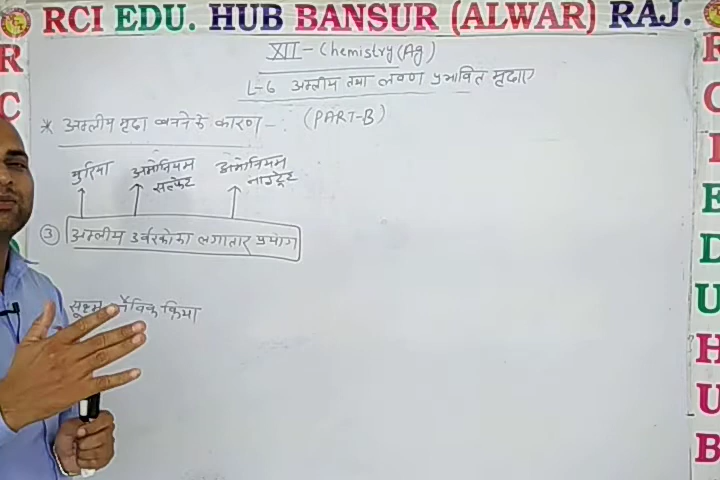 RCI EDU. HUB BANSUR (ALWAR) RAJ.
XII - Chemistry (Ag)
L-6 अम्लीय तथा लवण प्रभावित मृदाए
* अम्लीय मृदा बनने के कारण -: (PART-B)
युरिया अमोनियम सल्फेट अमोनियम नाइट्रेट
③ अम्लीय उर्वरकों का लगातार प्रयोग
सूक्ष्म जैविक क्रिया
R
C
R
C
I
E
D
U
H
U
B